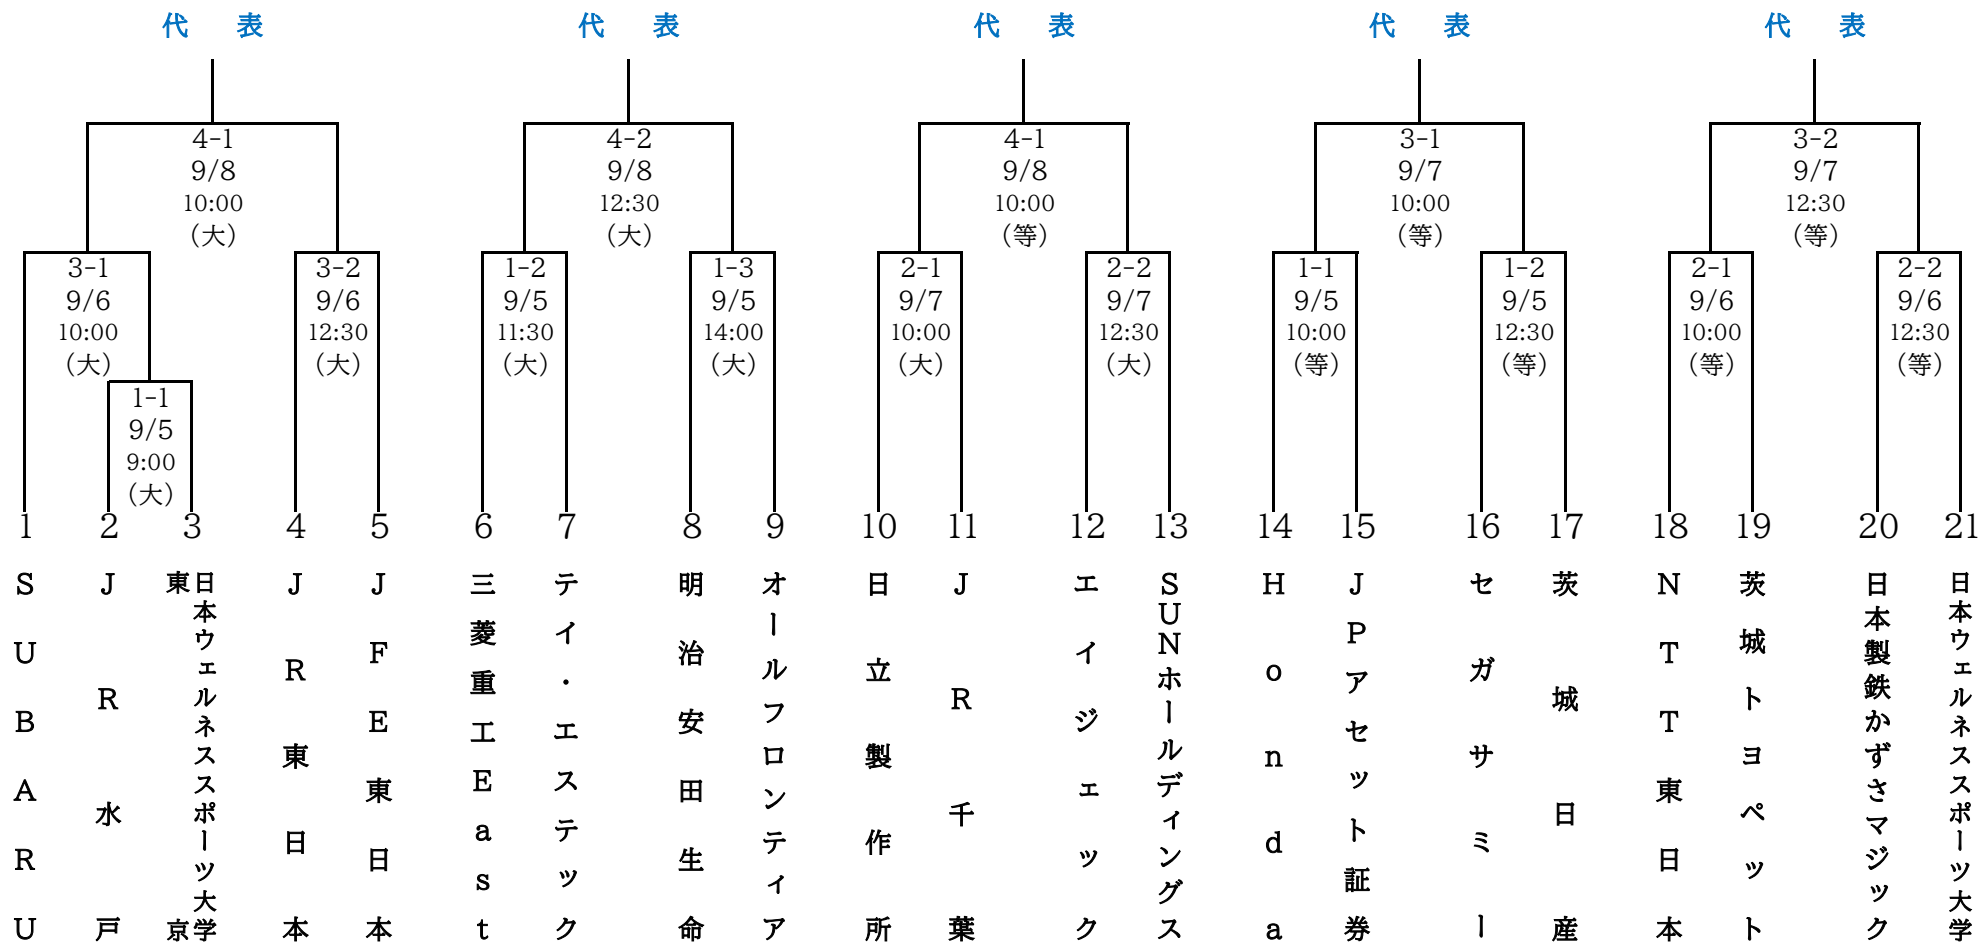 代 表
代 表
代 表
代 表
代 表
4-1
9/8
10:00
(大)
4-2
9/8
12:30
(大)
4-1
9/8
10:00
(等)
3-1
9/7
10:00
(等)
3-2
9/7
12:30
(等)
3-1
9/6
10:00
(大)
3-2
9/6
12:30
(大)
1-2
9/5
11:30
(大)
1-3
9/5
14:00
(大)
2-1
9/7
10:00
(大)
2-2
9/7
12:30
(大)
1-1
9/5
10:00
(等)
1-2
9/5
12:30
(等)
2-1
9/6
10:00
(等)
2-2
9/6
12:30
(等)
1-1
9/5
9:00
(大)
1
2
3
4
5
6
7
8
9
10
11
12
13
14
15
16
17
18
19
20
21
SUBARU
JR水戸
日本ウェルネススポーツ大学
東京
JR東日本
JFE東日本
三菱重工East
テイ・エステック
明治安田生命
オールフロンティア
日立製作所
JR千葉
エイジェック
SUNホールディングス
Honda
JPアセット証券
セガサミー
茨城日産
NTT東日本
茨城トヨペット
日本製鉄かずさマジック
日本ウェルネススポーツ大学